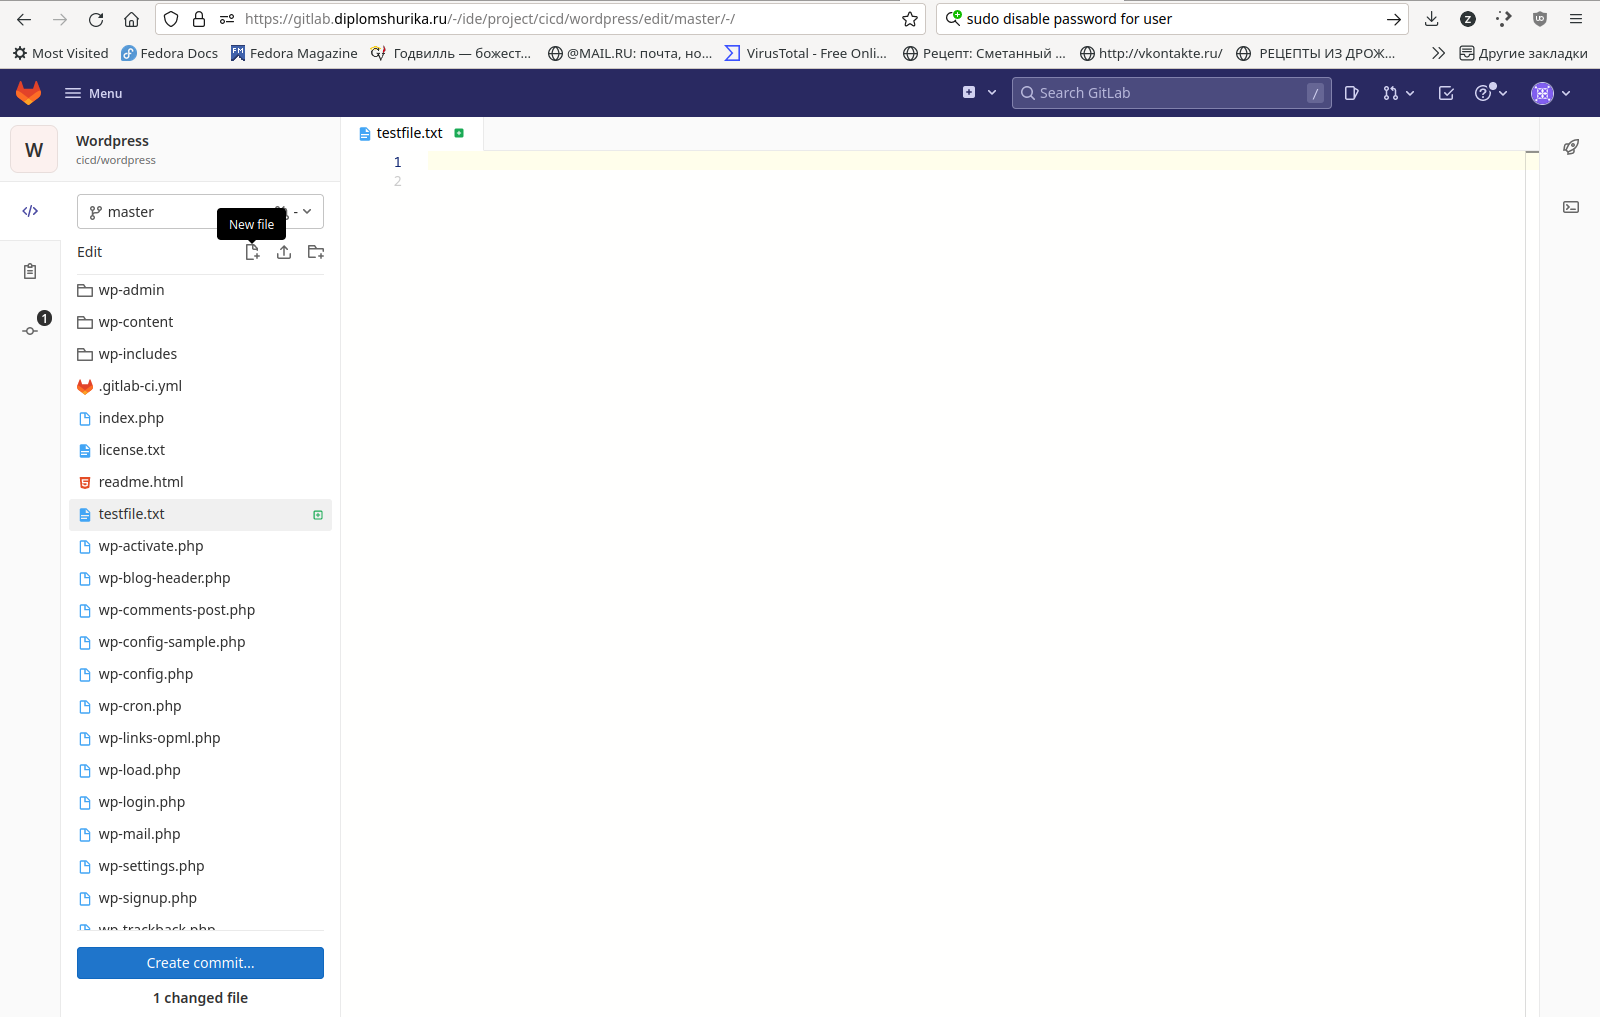 https://gitlab.diplomshurika.ru/-/ide/project/cicd/wordpress/edit/master/-/
sudo disable password for user
Most Visited
Fedora Docs
Fedora Magazine
Годвилль — божест...
@MAIL.RU: почта, но...
VirusTotal - Free Onli...
Рецепт: Сметанный ...
http://vkontakte.ru/
РЕЦЕПТЫ ИЗ ДРОЖ...
Другие закладки
Menu
Search GitLab
/
W
Wordpress
cicd/wordpress
testfile.txt
1
2
master
-
New file
Edit
1
wp-admin
wp-content
wp-includes
.gitlab-ci.yml
index.php
license.txt
readme.html
testfile.txt
wp-activate.php
wp-blog-header.php
wp-comments-post.php
wp-config-sample.php
wp-config.php
wp-cron.php
wp-links-opml.php
wp-load.php
wp-login.php
wp-mail.php
wp-settings.php
wp-signup.php
wp-trackback.php
Create commit...
1 changed file